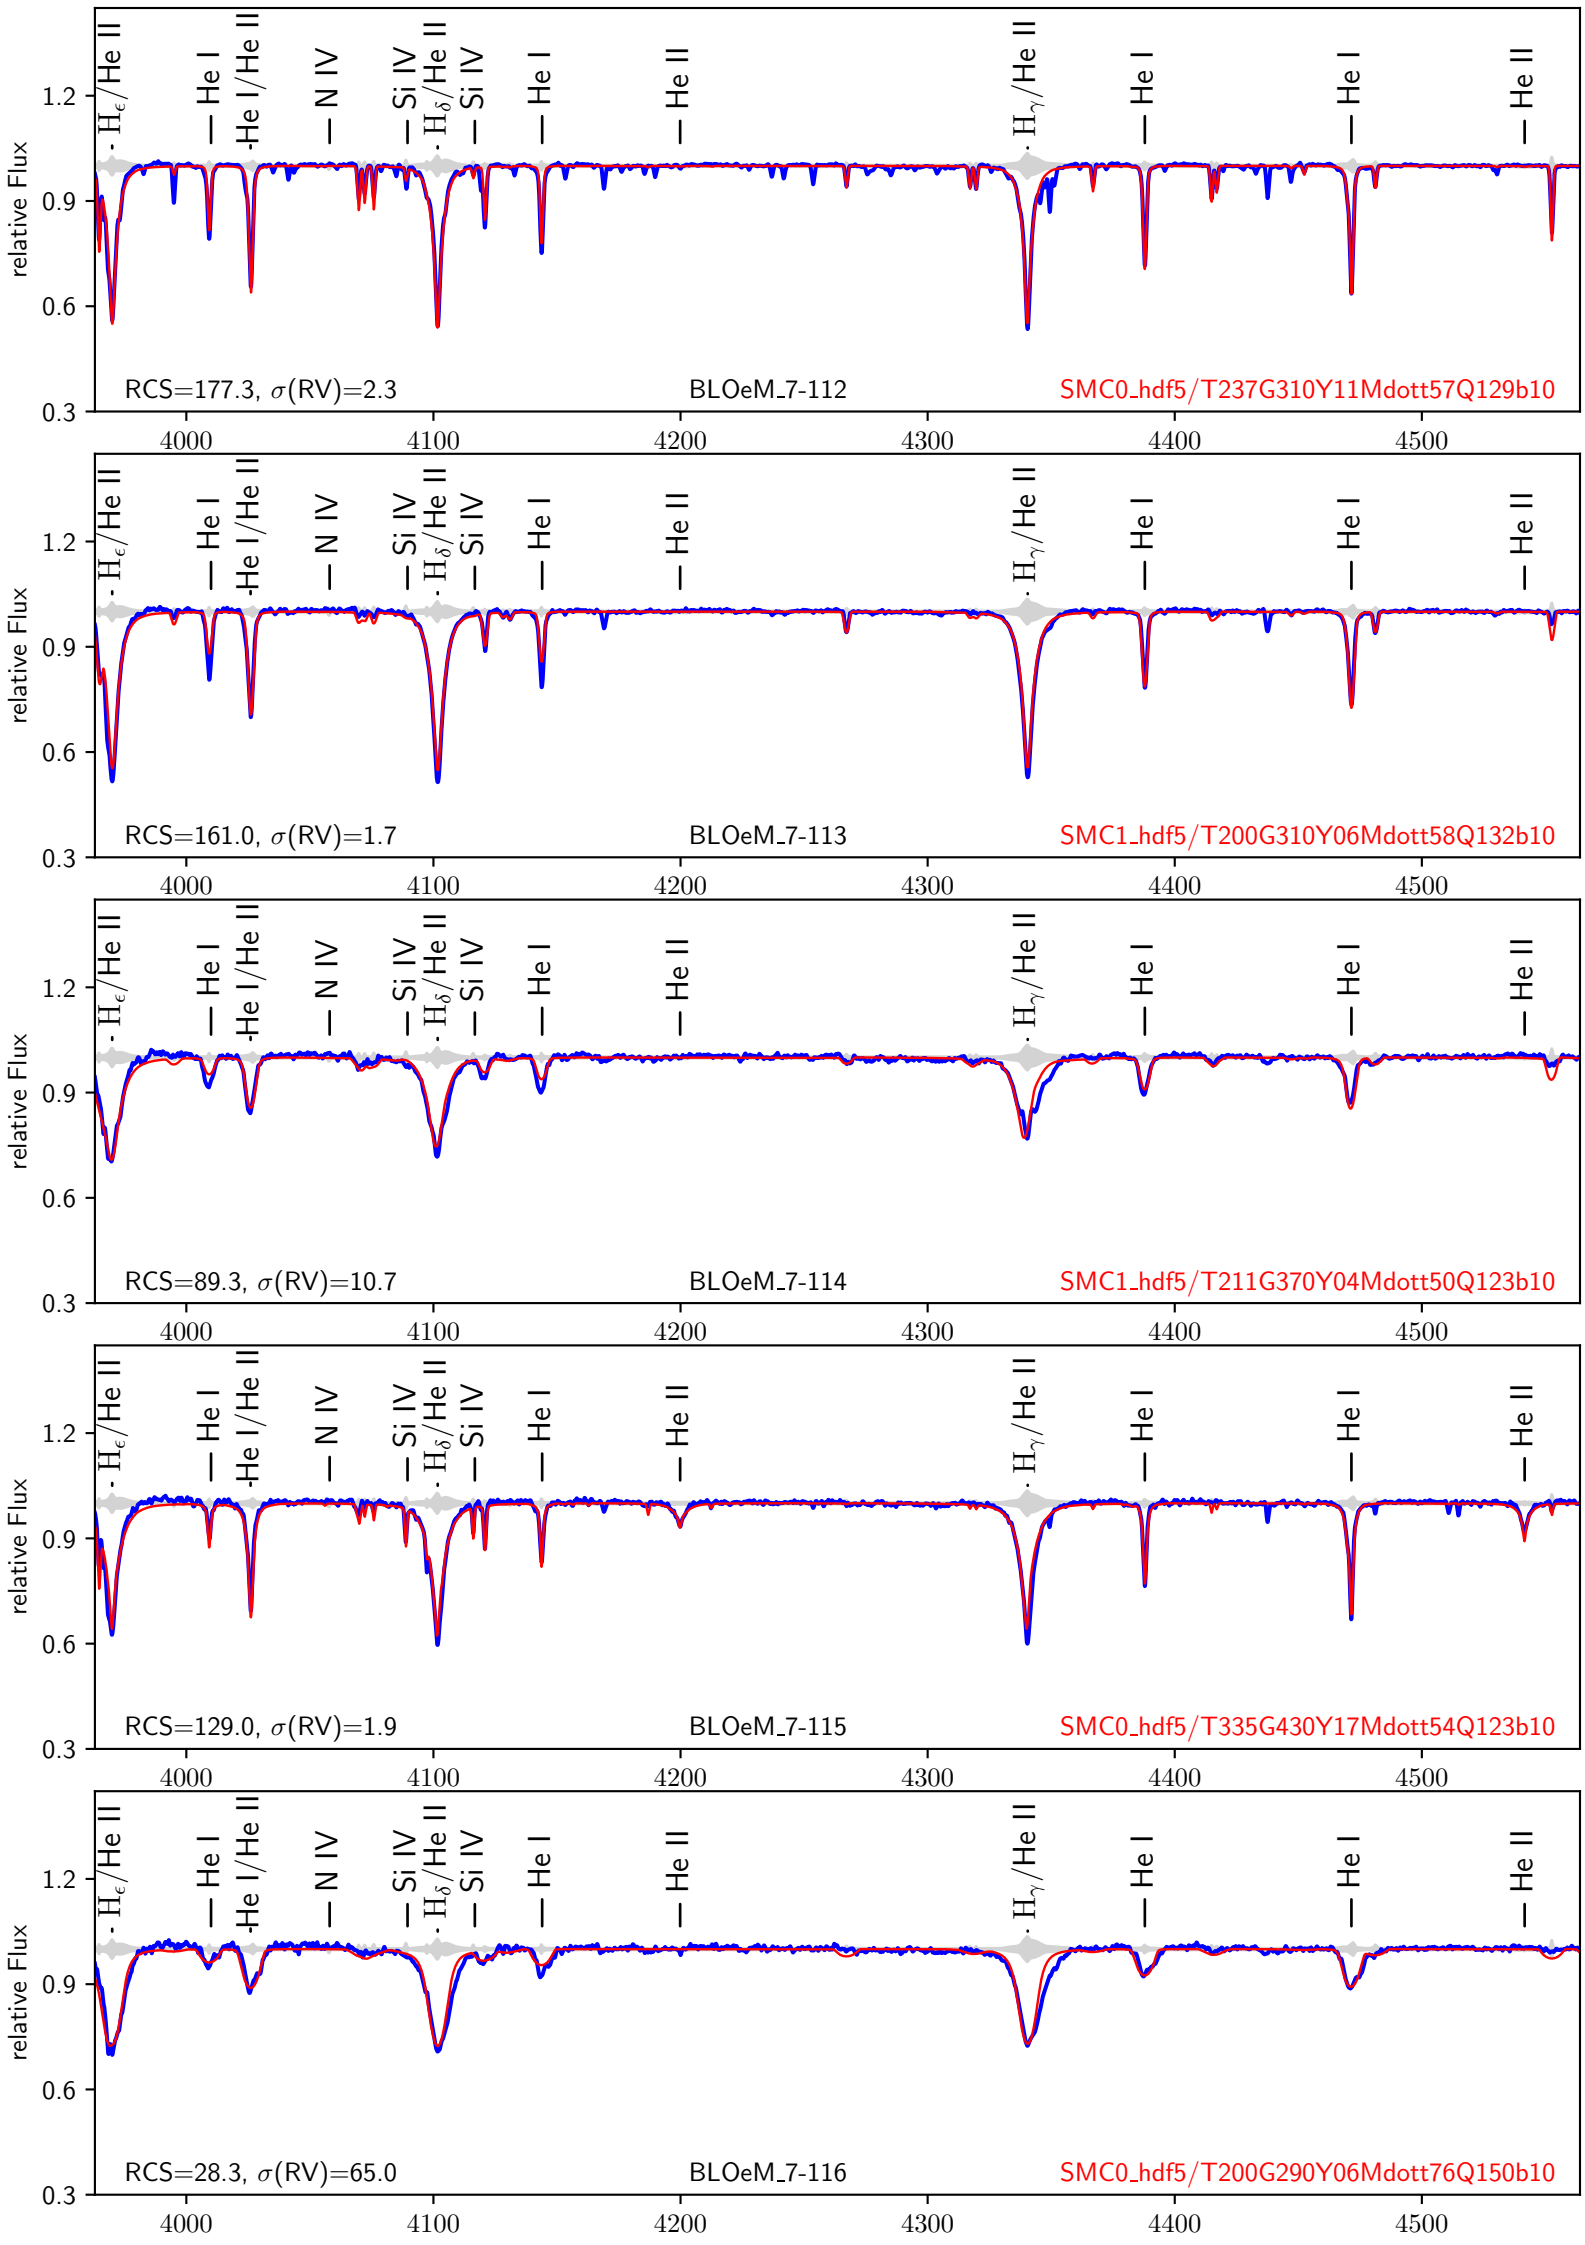 relative Flux
1.2
0.9
0.6
0.3
Hϵ/He II
He I
He I/He II
N IV
Si IV
Hδ/He II
Si IV
He I
He II
Hγ/He II
He I
He I
He II
RCS=177.3, σ(RV)=2.3
BLOeM_7-112
SMC0_hdf5/T237G310Y11Mdott57Q129b10
4000 4100 4200 4300 4400 4500
relative Flux
1.2
0.9
0.6
0.3
Hϵ/He II
He I
He I/He II
N IV
Si IV
Hδ/He II
Si IV
He I
He II
Hγ/He II
He I
He I
He II
RCS=161.0, σ(RV)=1.7
BLOeM_7-113
SMC1_hdf5/T200G310Y06Mdott58Q132b10
4000 4100 4200 4300 4400 4500
relative Flux
1.2
0.9
0.6
0.3
Hϵ/He II
He I
He I/He II
N IV
Si IV
Hδ/He II
Si IV
He I
He II
Hγ/He II
He I
He I
He II
RCS=89.3, σ(RV)=10.7
BLOeM_7-114
SMC1_hdf5/T211G370Y04Mdott50Q123b10
4000 4100 4200 4300 4400 4500
relative Flux
1.2
0.9
0.6
0.3
Hϵ/He II
He I
He I/He II
N IV
Si IV
Hδ/He II
Si IV
He I
He II
Hγ/He II
He I
He I
He II
RCS=129.0, σ(RV)=1.9
BLOeM_7-115
SMC0_hdf5/T335G430Y17Mdott54Q123b10
4000 4100 4200 4300 4400 4500
relative Flux
1.2
0.9
0.6
0.3
Hϵ/He II
He I
He I/He II
N IV
Si IV
Hδ/He II
Si IV
He I
He II
Hγ/He II
He I
He I
He II
RCS=28.3, σ(RV)=65.0
BLOeM_7-116
SMC0_hdf5/T200G290Y06Mdott76Q150b10
4000 4100 4200 4300 4400 4500